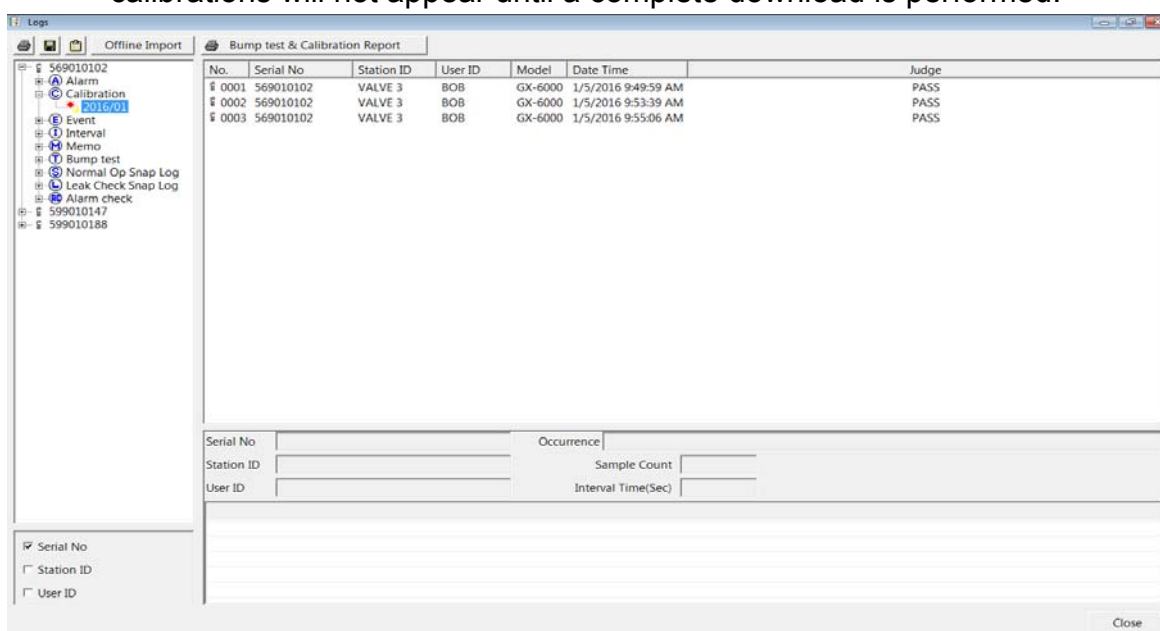 calibrations will not appear until a complete download is performed.
Logs
Offline Import Bump test & Calibration Report
569010102
Alarm
Calibration
2016/01
Event
Interval
Memo
Bump test
Normal Op Snap Log
Leak Check Snap Log
Alarm check
599010147
599010188
No. Serial No Station ID User ID Model Date Time Judge
0001 569010102 VALVE 3 BOB GX-6000 1/5/2016 9:49:59 AM PASS
0002 569010102 VALVE 3 BOB GX-6000 1/5/2016 9:53:39 AM PASS
0003 569010102 VALVE 3 BOB GX-6000 1/5/2016 9:55:06 AM PASS
Serial No Occurrence
Station ID Sample Count
User ID Interval Time(Sec)
Serial No
Station ID
User ID
Close